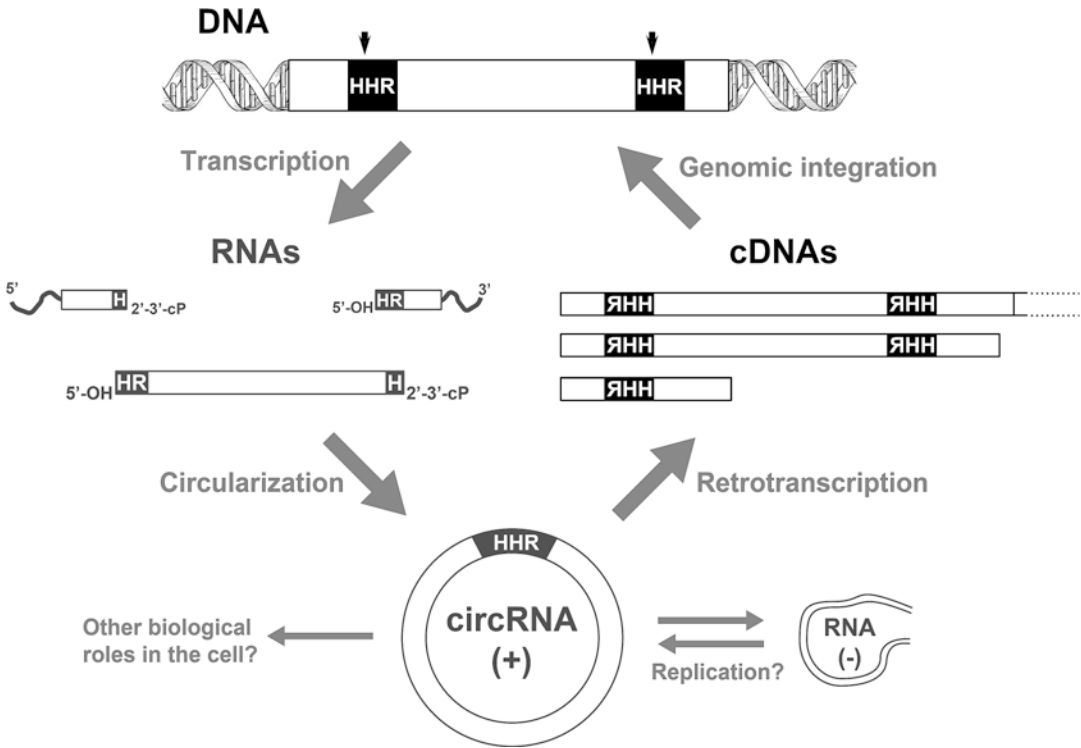 DNA
HHR HHR
Transcription
Genomic integration
RNAs
cDNAs
5’ H 2’-3’-cP
5’-OH HR 3’
ЯHH ЯHH
ЯHH ЯHH
5’-OH HR H 2’-3’-cP
ЯHH
Circularization
Retrotranscription
HHR
circRNA
(+)
Other biological
roles in the cell?
Replication?
RNA
(-)